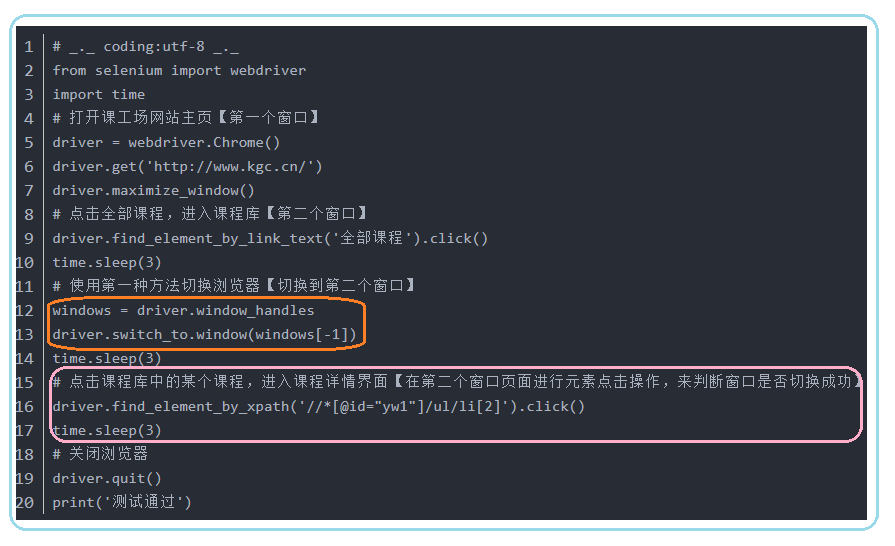 1 # _._ coding:utf-8 _._
2 from selenium import webdriver
3 import time
4 # 打开课工场网站主页【第一个窗口】
5 driver = webdriver.Chrome()
6 driver.get('http://www.kgc.cn/')
7 driver.maximize_window()
8 # 点击全部课程，进入课程库【第二个窗口】
9 driver.find_element_by_link_text('全部课程').click()
10 time.sleep(3)
11 # 使用第一种方法切换浏览器【切换到第二个窗口】
12 windows = driver.window_handles
13 driver.switch_to.window(windows[-1])
14 time.sleep(3)
15 # 点击课程库中的某个课程，进入课程详情界面【在第二个窗口页面进行元素点击操作，来判断窗口是否切换成功】
16 driver.find_element_by_xpath('//*[@id="yw1"]/ul/li[2]').click()
17 time.sleep(3)
18 # 关闭浏览器
19 driver.quit()
20 print('测试通过')